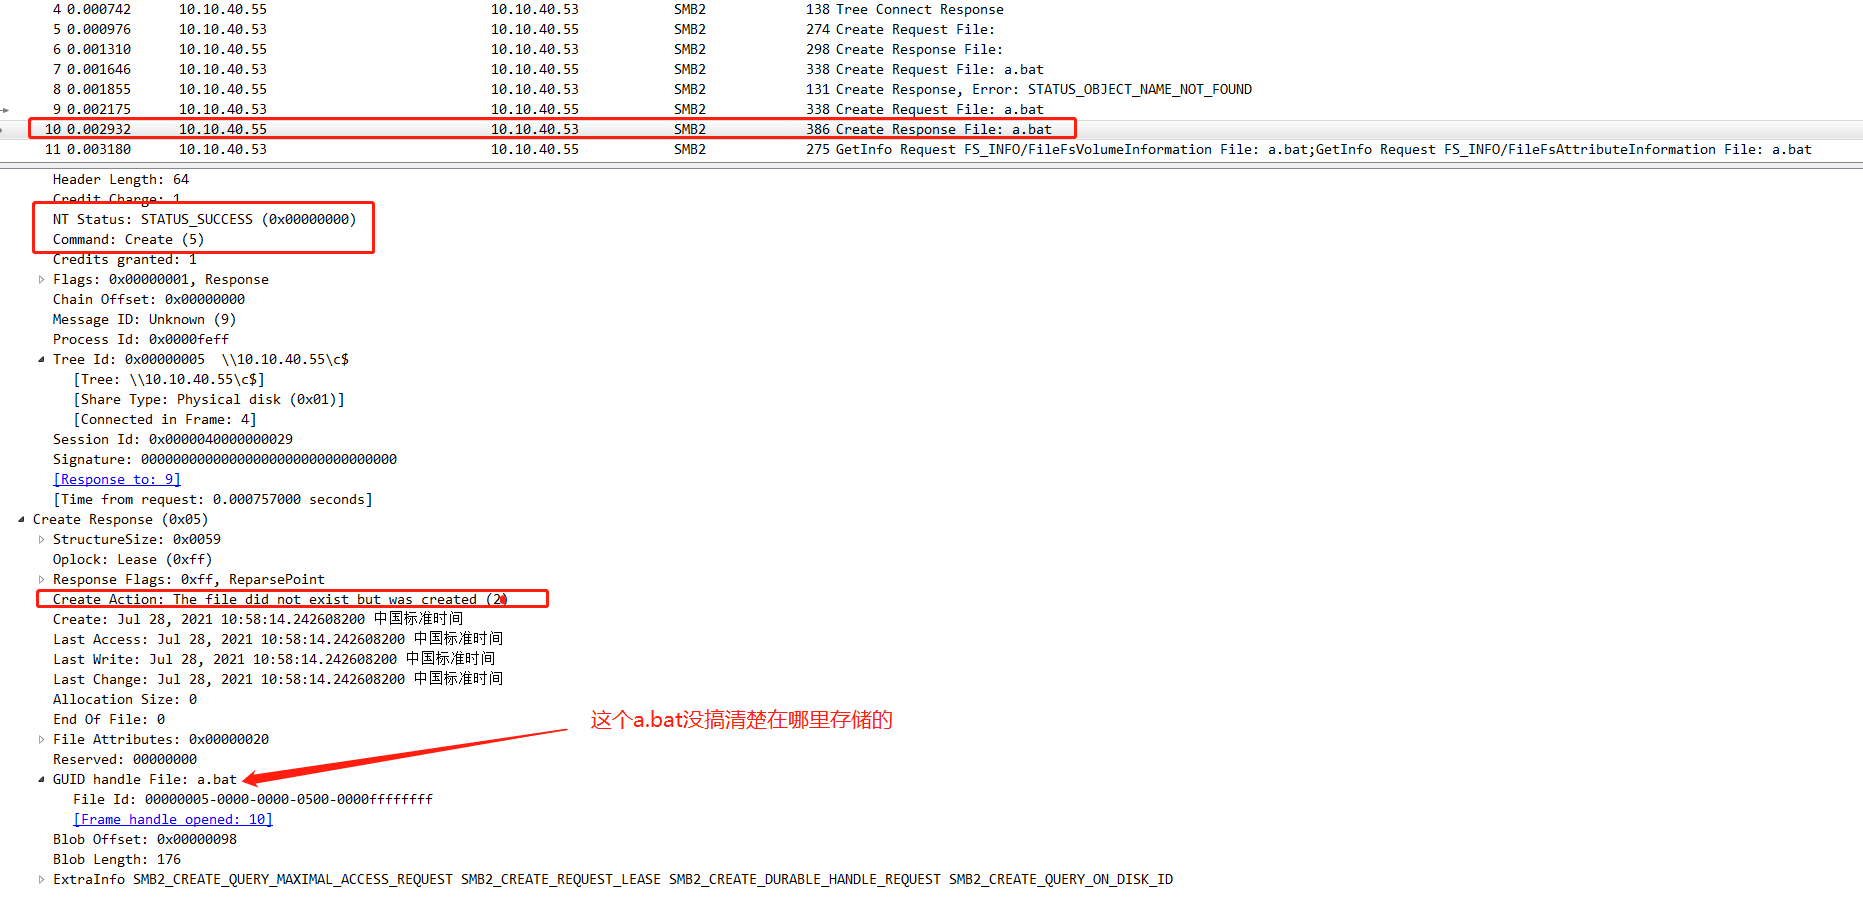 4 0.000742 10.10.40.55 10.10.40.53 SMB2 138 Tree Connect Response
5 0.000976 10.10.40.53 10.10.40.55 SMB2 274 Create Request File:
6 0.001310 10.10.40.55 10.10.40.53 SMB2 298 Create Response File:
7 0.001646 10.10.40.53 10.10.40.55 SMB2 338 Create Request File: a.bat
8 0.001855 10.10.40.55 10.10.40.53 SMB2 131 Create Response, Error: STATUS_OBJECT_NAME_NOT_FOUND
9 0.002175 10.10.40.53 10.10.40.55 SMB2 338 Create Request File: a.bat
10 0.002932 10.10.40.55 10.10.40.53 SMB2 386 Create Response File: a.bat
11 0.003180 10.10.40.53 10.10.40.55 SMB2 275 GetInfo Request FS_INFO/FileFsVolumeInformation File: a.bat;GetInfo Request FS_INFO/FileFsAttributeInformation File: a.bat
Header Length: 64
Credit Charge: 1
NT Status: STATUS_SUCCESS (0x00000000)
Command: Create (5)
Credits granted: 1
Flags: 0x00000001, Response
Chain Offset: 0x00000000
Message ID: Unknown (9)
Process Id: 0x0000feff
Tree Id: 0x00000005 \\10.10.40.55\c$
[Tree: \\10.10.40.55\c$]
[Share Type: Physical disk (0x01)]
[Connected in Frame: 4]
Session Id: 0x0000040000000029
Signature: 00000000000000000000000000000000
[Response to: 9]
[Time from request: 0.000757000 seconds]
Create Response (0x05)
StructureSize: 0x0059
Oplock: Lease (0xff)
Response Flags: 0xff, ReparsePoint
Create Action: The file did not exist but was created (2)
Create: Jul 28, 2021 10:58:14.242608200 中国标准时间
Last Access: Jul 28, 2021 10:58:14.242608200 中国标准时间
Last Write: Jul 28, 2021 10:58:14.242608200 中国标准时间
Last Change: Jul 28, 2021 10:58:14.242608200 中国标准时间
Allocation Size: 0
End Of File: 0
这个a.bat没搞清楚在哪里存储的
File Attributes: 0x00000020
Reserved: 00000000
GUID handle File: a.bat
File Id: 00000005-0000-0000-0500-0000ffffffff
[Frame handle opened: 10]
Blob Offset: 0x00000098
Blob Length: 176
ExtraInfo SMB2_CREATE_QUERY_MAXIMAL_ACCESS_REQUEST SMB2_CREATE_REQUEST_LEASE SMB2_CREATE_DURABLE_HANDLE_REQUEST SMB2_CREATE_QUERY_ON_DISK_ID